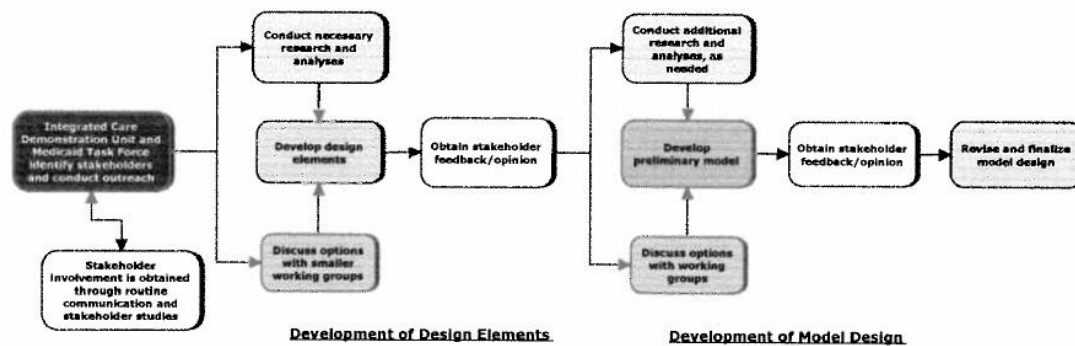 Conduct necessary
research and
analyses
Conduct additional
research and
analyses, as
needed
Integrated Care
Demonstration Unit and
Medicaid Task Force
identify stakeholders
and conduct outreach
Develop design
elements
Obtain stakeholder
feedback/opinion
Develop
preliminary model
Obtain stakeholder
feedback/opinion
Revise and finalize
model design
Stakeholder
involvement is obtained
through routine
communication and
stakeholder studies
Discuss options
with smaller
working groups
Discuss options
with working
groups
Development of Design Elements
Development of Model Design